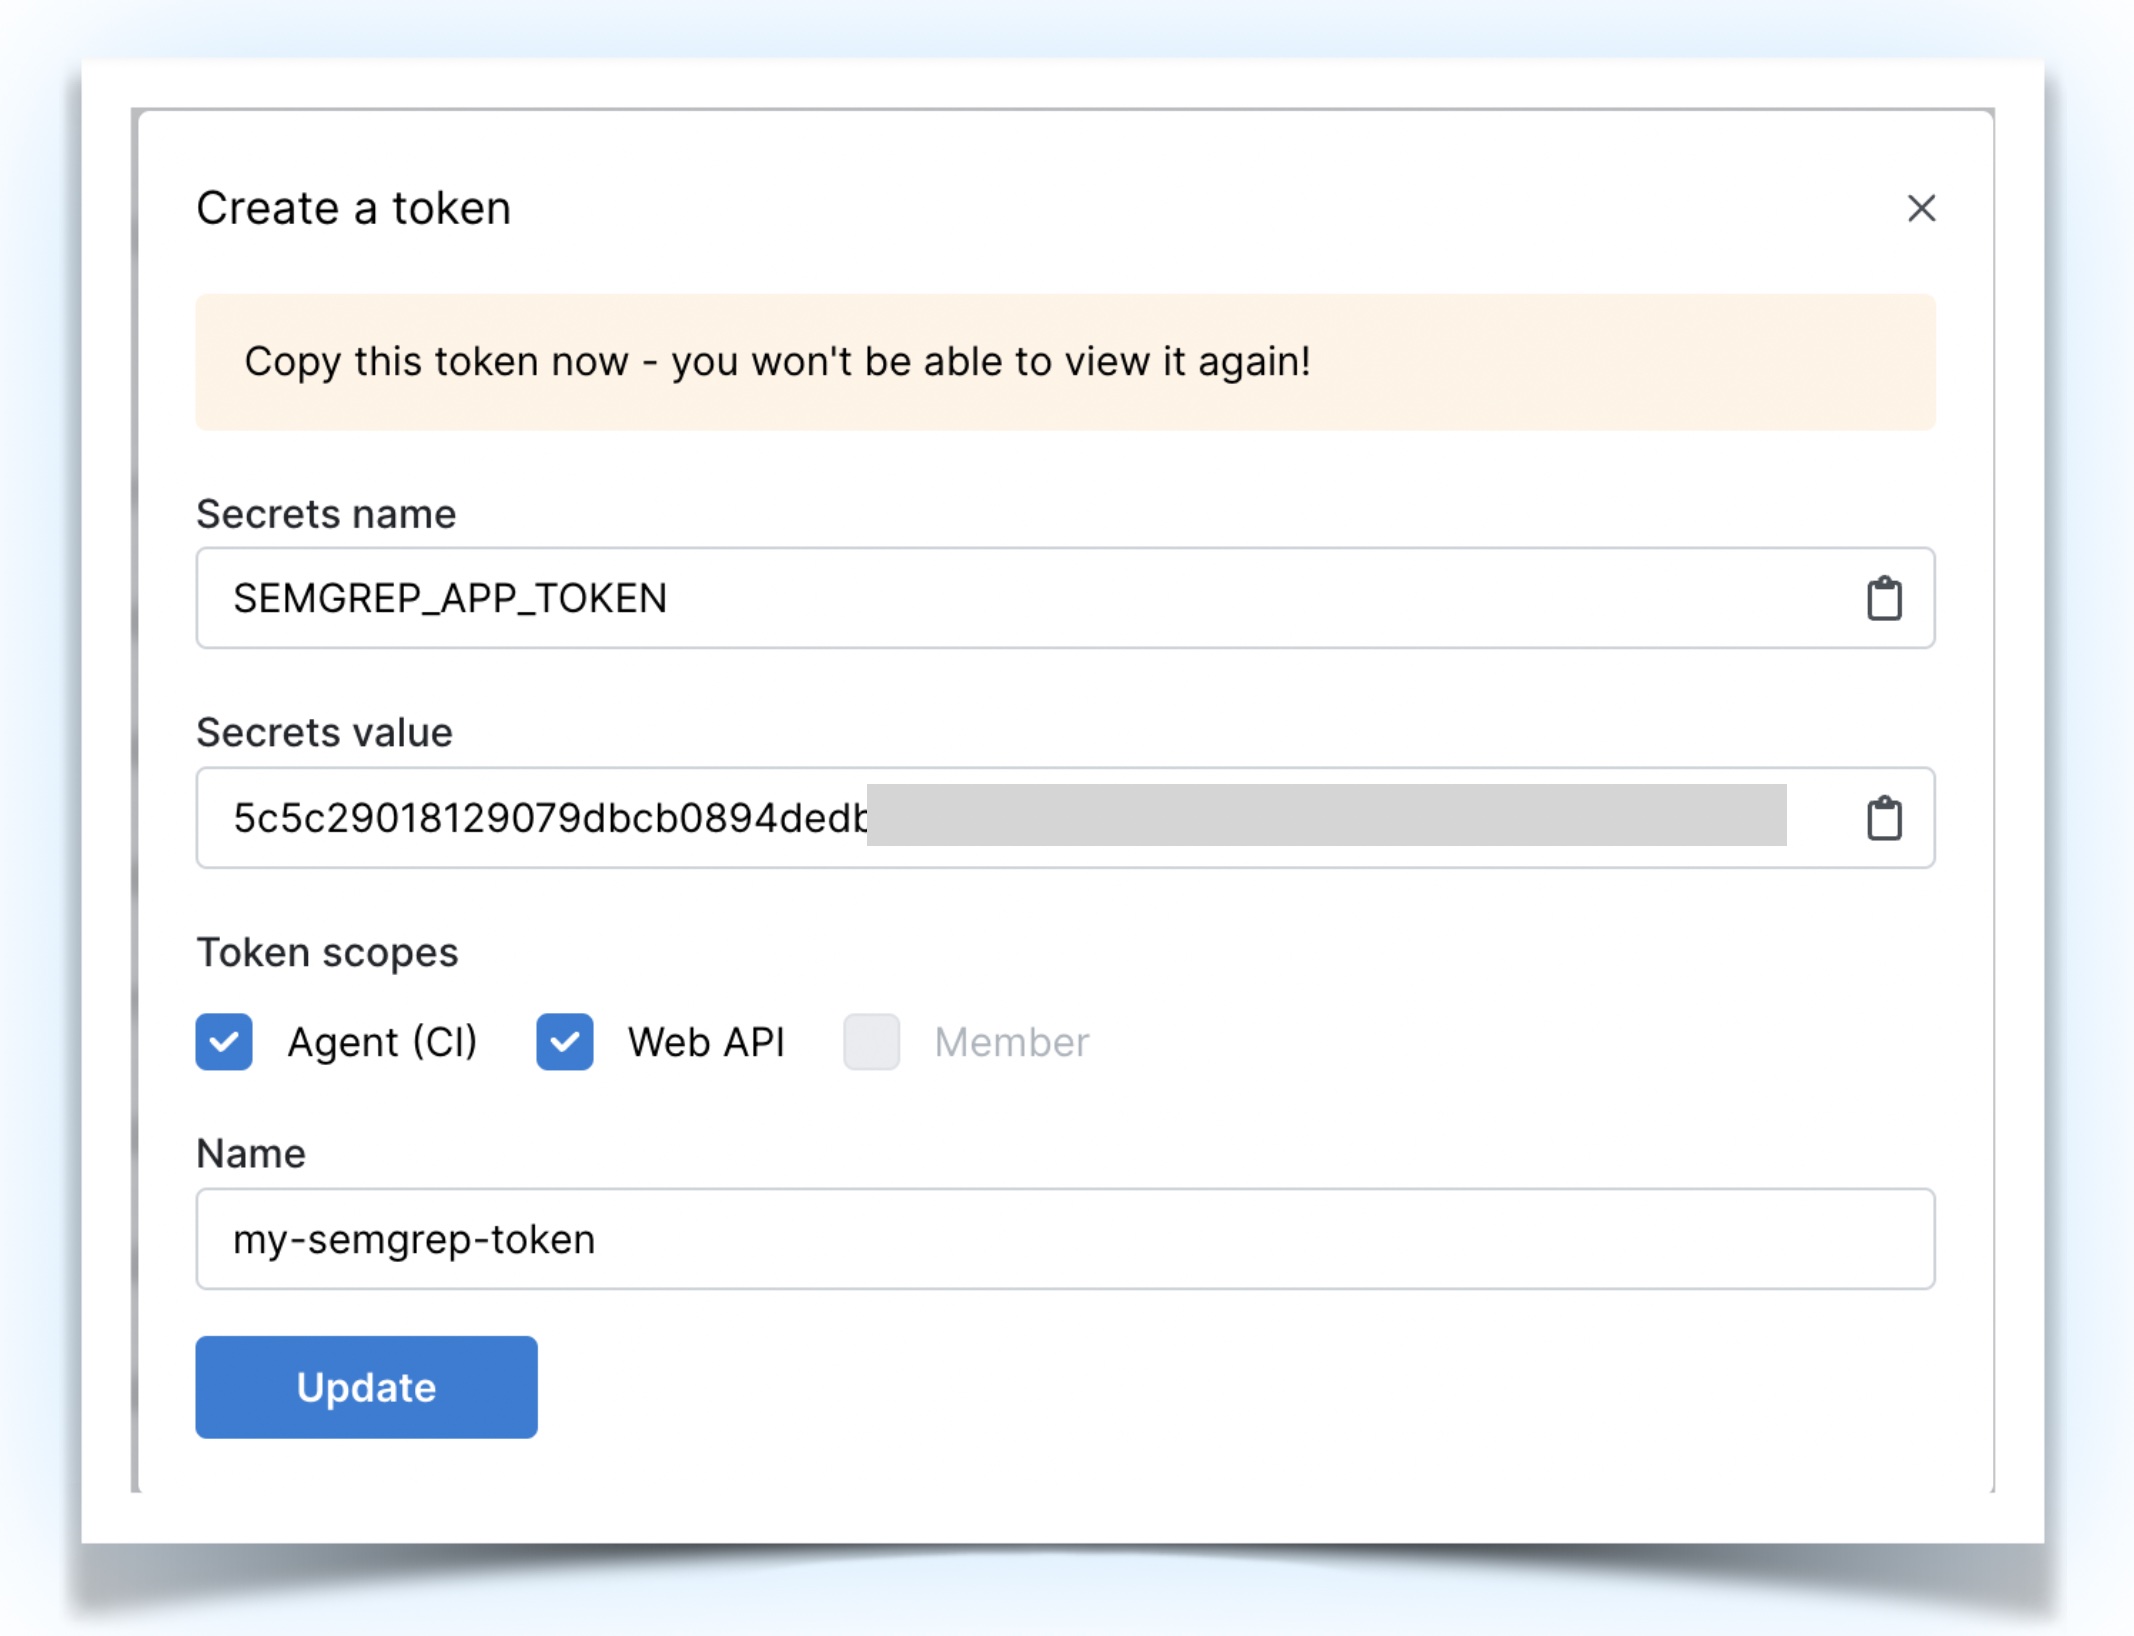 Create a token
Copy this token now - you won't be able to view it again!
Secrets name
SEMGREP_APP_TOKEN
Secrets value
5c5c29018129079dbcb0894dedb
Token scopes
Agent (CI) Web API Member
Name
my-semgrep-token
Update